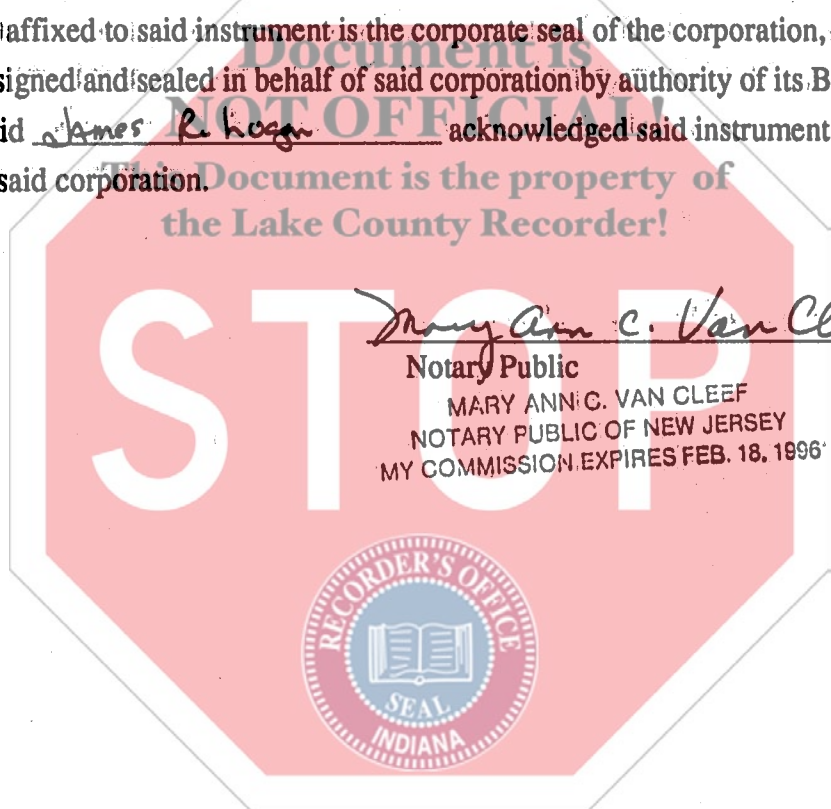 affixed to said instrument is the corporate seal of the corporation,
Document is
signed and sealed in behalf of said corporation by authority of its B
NOT OFFICIAL!
id James R. Logan acknowledged said instrument
This Document is the property of
said corporation.
the Lake County Recorder!
STOP
Mary Ann C. Van Cl
Notary Public
MARY ANN C. VAN CLEEF
NOTARY PUBLIC OF NEW JERSEY
MY COMMISSION EXPIRES FEB. 18, 1996
RECORDER'S OFFICE
SEAL
INDIANA